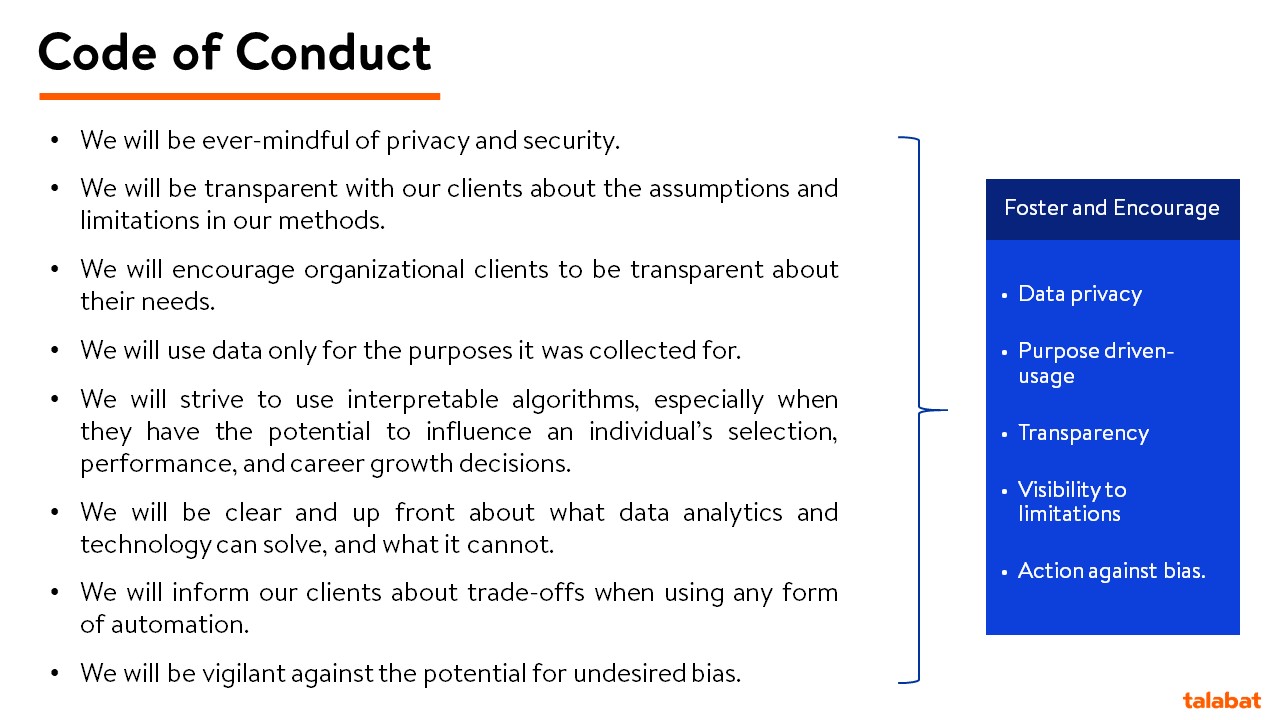 Code of Conduct
• We will be ever-mindful of privacy and security.
• We will be transparent with our clients about the assumptions and
limitations in our methods.
• We will encourage organizational clients to be transparent about
their needs.
• We will use data only for the purposes it was collected for.
• We will strive to use interpretable algorithms, especially when
they have the potential to influence an individual's selection,
performance, and career growth decisions.
• We will be clear and up front about what data analytics and
technology can solve, and what it cannot.
• We will inform our clients about trade-offs when using any form
of automation.
• We will be vigilant against the potential for undesired bias.
Foster and Encourage
• Data privacy
• Purpose driven-
usage
• Transparency
• Visibility to
limitations
• Action against bias.
talabat